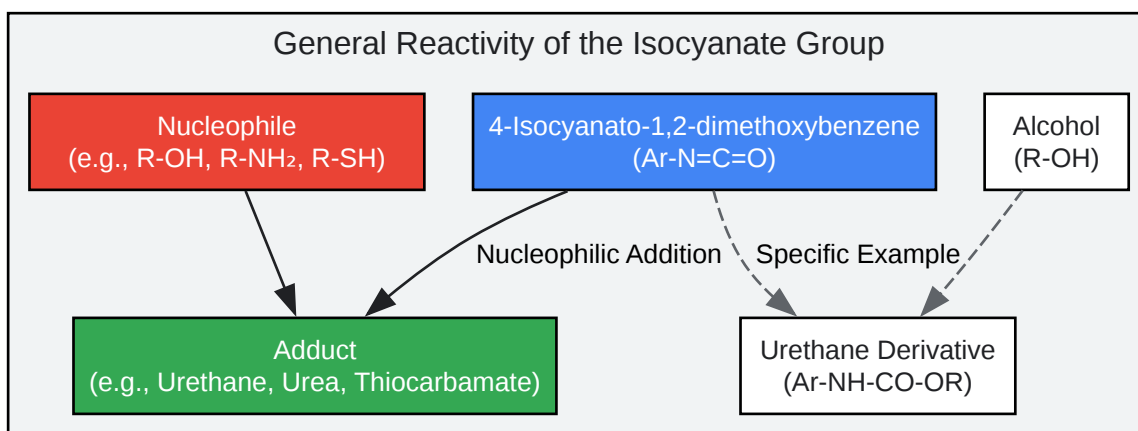 General Reactivity of the Isocyanate Group
Nucleophile
(e.g., R-OH, R-NH₂, R-SH)
4-Isocyanato-1,2-dimethoxybenzene
(Ar-N=C=O)
Alcohol
(R-OH)
Nucleophilic Addition
Specific Example
Adduct
(e.g., Urethane, Urea, Thiocarbamate)
Urethane Derivative
(Ar-NH-CO-OR)